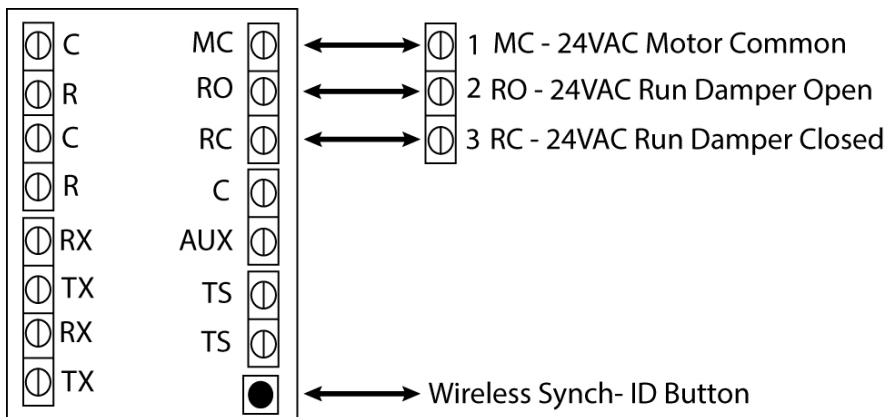 C MC 1 MC - 24VAC Motor Common
R RO 2 RO - 24VAC Run Damper Open
C RC 3 RC - 24VAC Run Damper Closed
R C
RX AUX
TX TS
RX TS
TX Wireless Synch- ID Button